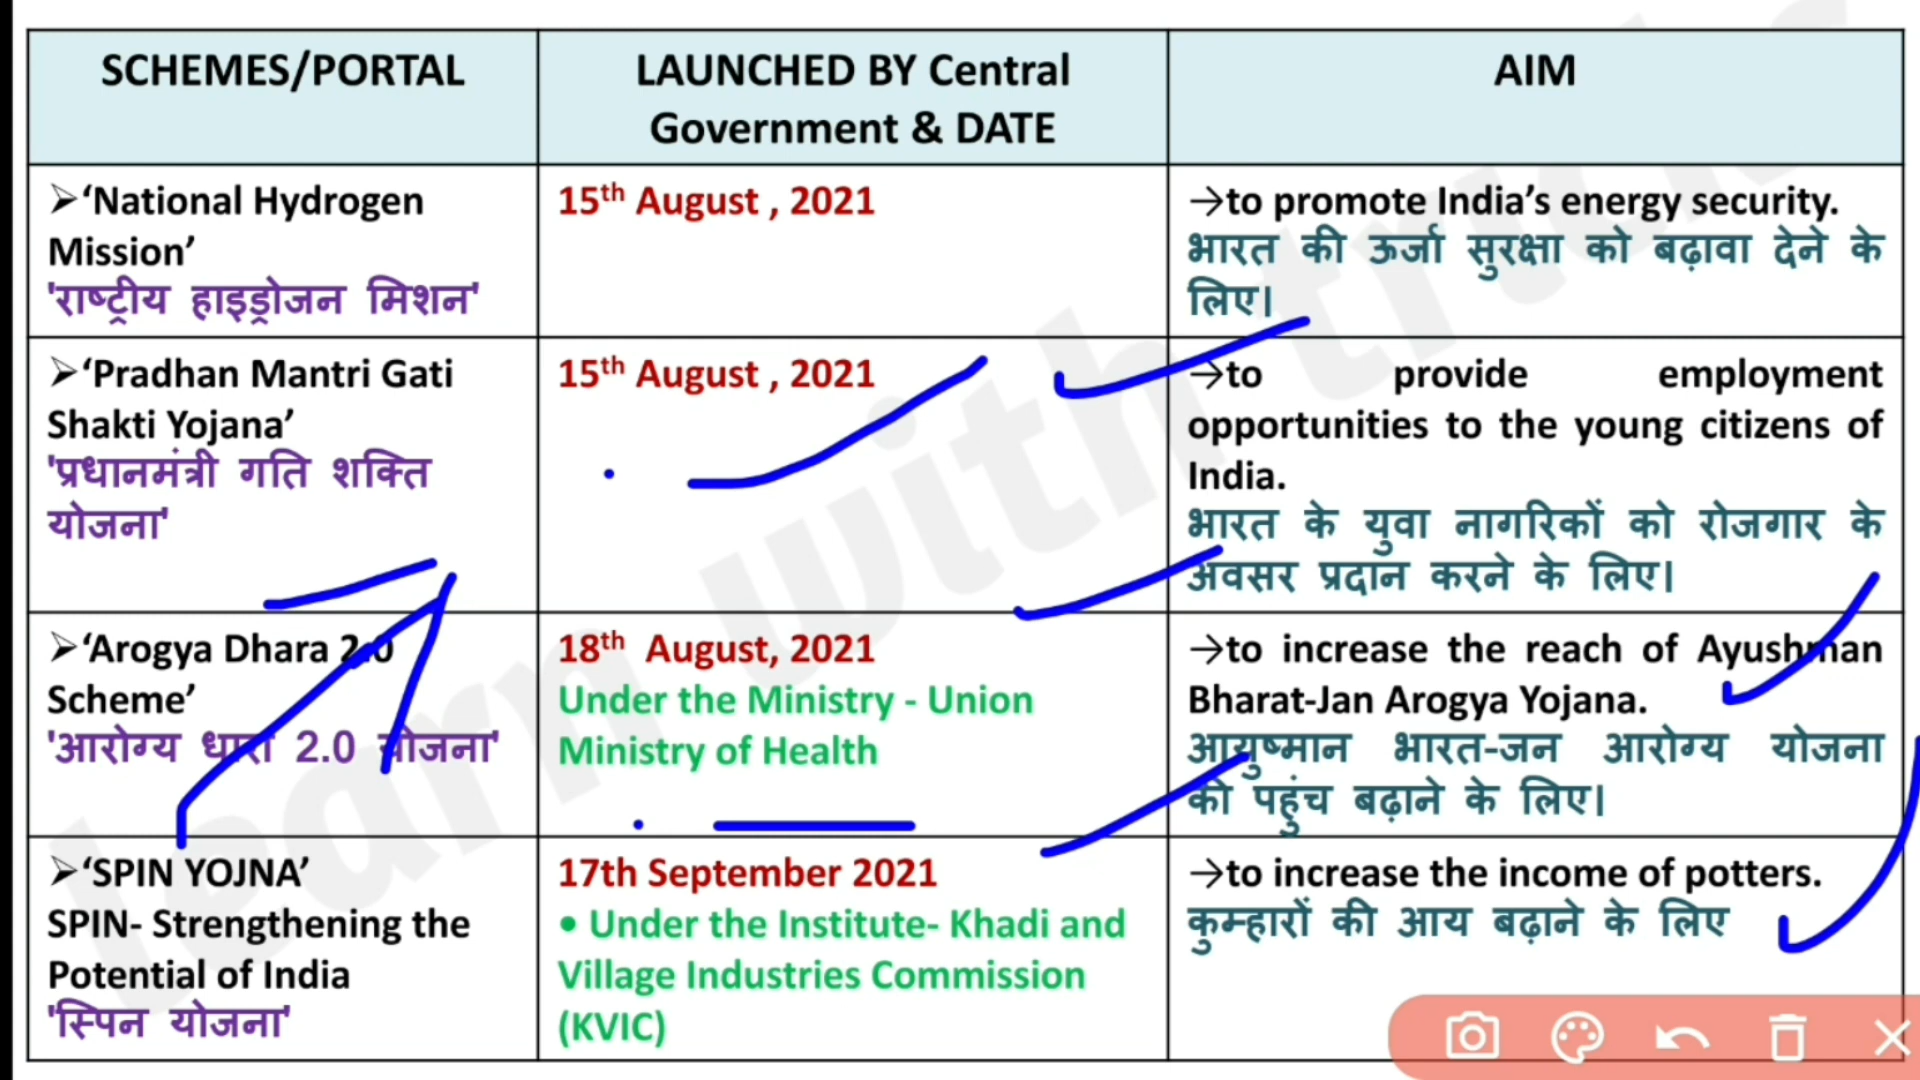 SCHEMES/PORTAL
LAUNCHED BY Central
Government & DATE
AIM
➢‘National Hydrogen
Mission’
'राष्ट्रीय हाइड्रोजन मिशन'
15th August , 2021
→to promote India’s energy security.
भारत की ऊर्जा सुरक्षा को बढ़ावा देने के
लिए।
➢‘Pradhan Mantri Gati
Shakti Yojana’
'प्रधानमंत्री गति शक्ति
योजना'
15th August , 2021
→to provide employment
opportunities to the young citizens of
India.
भारत के युवा नागरिकों को रोजगार के
अवसर प्रदान करने के लिए।
➢‘Arogya Dhara 2.0
Scheme’
'आरोग्य धारा 2.0 योजना'
18th August, 2021
Under the Ministry - Union
Ministry of Health
→to increase the reach of Ayushman
Bharat-Jan Arogya Yojana.
आयुष्मान भारत-जन आरोग्य योजना
की पहुंच बढ़ाने के लिए।
➢‘SPIN YOJNA’
SPIN- Strengthening the
Potential of India
'स्पिन योजना'
17th September 2021
• Under the Institute- Khadi and
Village Industries Commission
(KVIC)
→to increase the income of potters.
कुम्हारों की आय बढ़ाने के लिए
learn with tricks